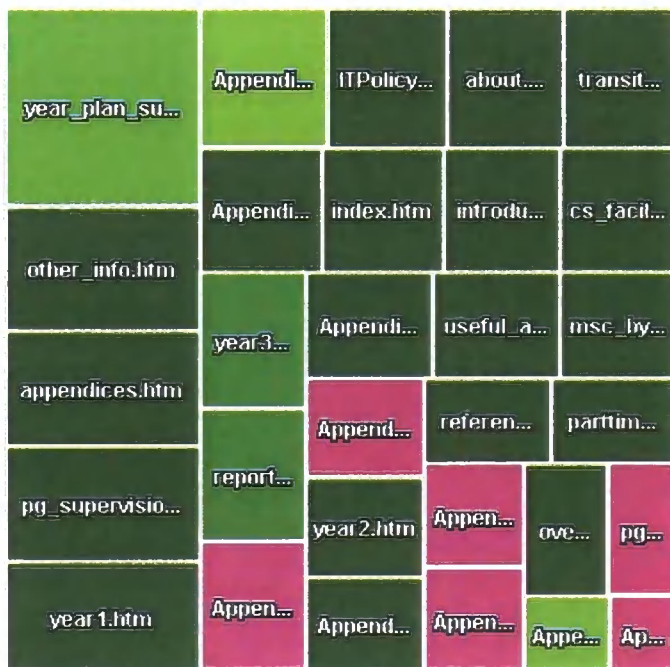 year_plan_su...
Appendi...
ITPolicy...
about....
transit...
Appendi...
index.htm
introdu...
cs_facil...
other_info.htm
year3...
Appendi...
useful_a...
msc_by...
appendices.htm
Append...
referen...
parttim...
report...
pg_supervisio...
year2.htm
Appen...
ove...
pg...
year1.htm
Appen...
Append...
Appen...
Appe...
Ap...